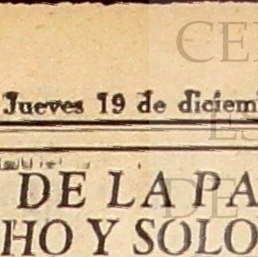 Jueves 19 de diciem
DE LA PA
HO Y SOLO